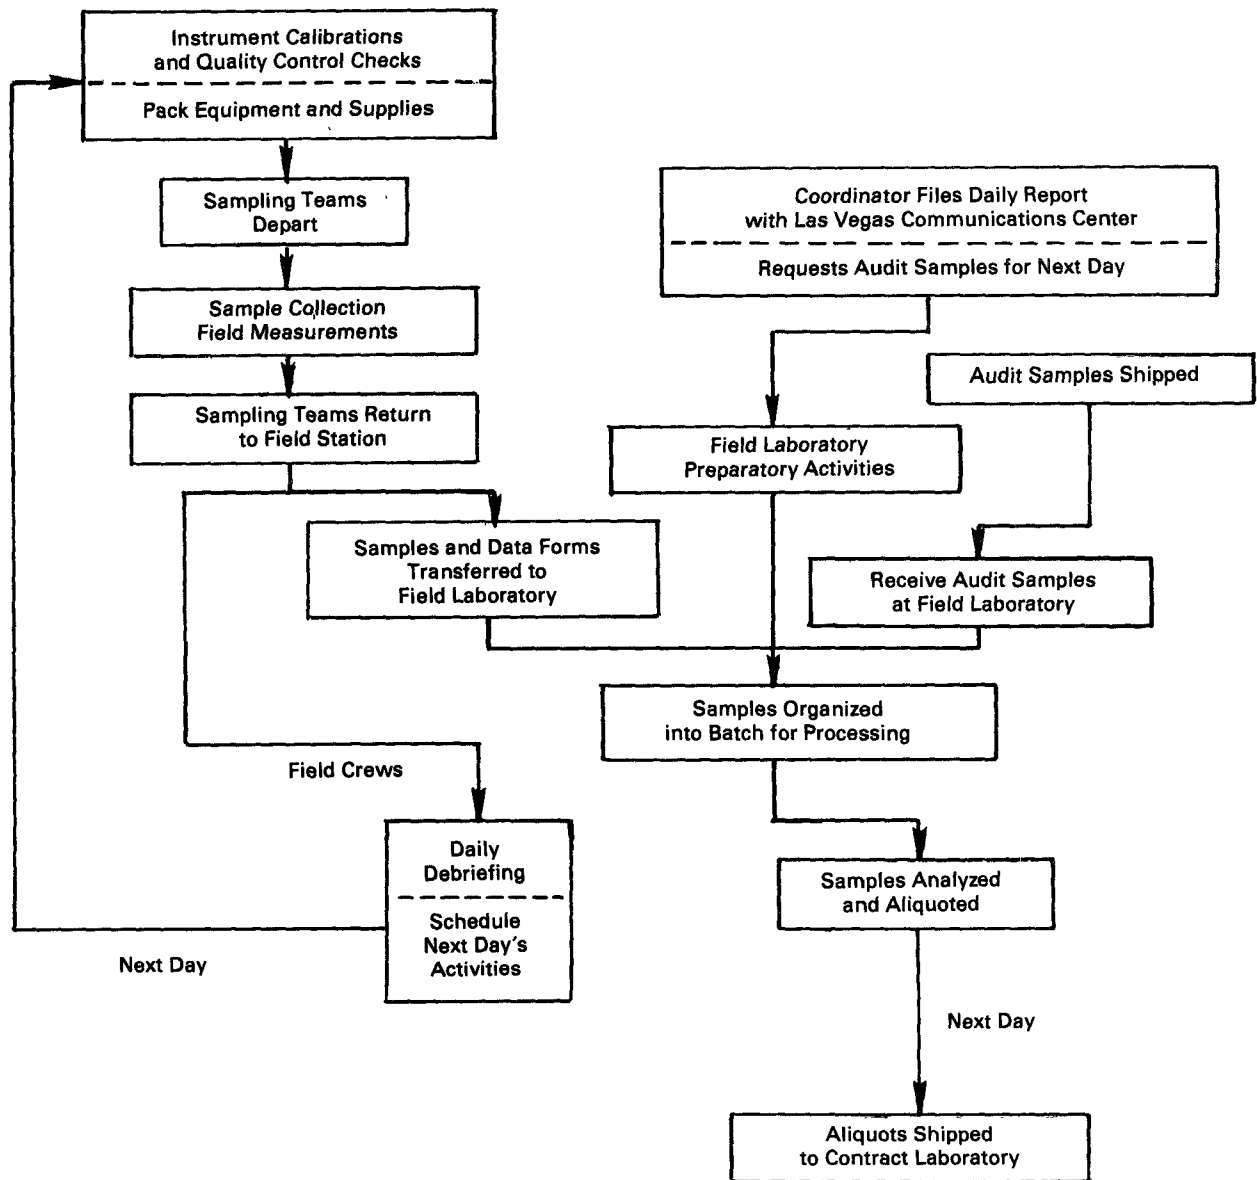 Instrument Calibrations
and Quality Control Checks
Pack Equipment and Supplies
Sampling Teams
Depart
Sample Collection
Field Measurements
Sampling Teams Return
to Field Station
Samples and Data Forms
Transferred to
Field Laboratory
Field Crews
Daily
Debriefing
Schedule
Next Day's
Activities
Next Day
Coordinator Files Daily Report
with Las Vegas Communications Center
Requests Audit Samples for Next Day
Audit Samples Shipped
Field Laboratory
Preparatory Activities
Receive Audit Samples
at Field Laboratory
Samples Organized
into Batch for Processing
Samples Analyzed
and Aliquoted
Next Day
Aliquots Shipped
to Contract Laboratory